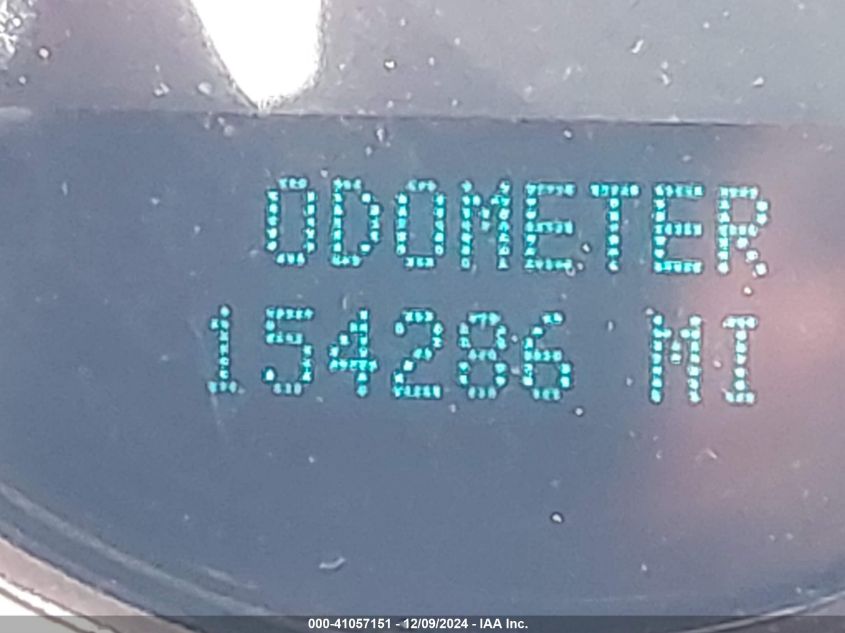 ODOMETER
154286 MI
000-41057151 - 12/09/2024 - IAA Inc.